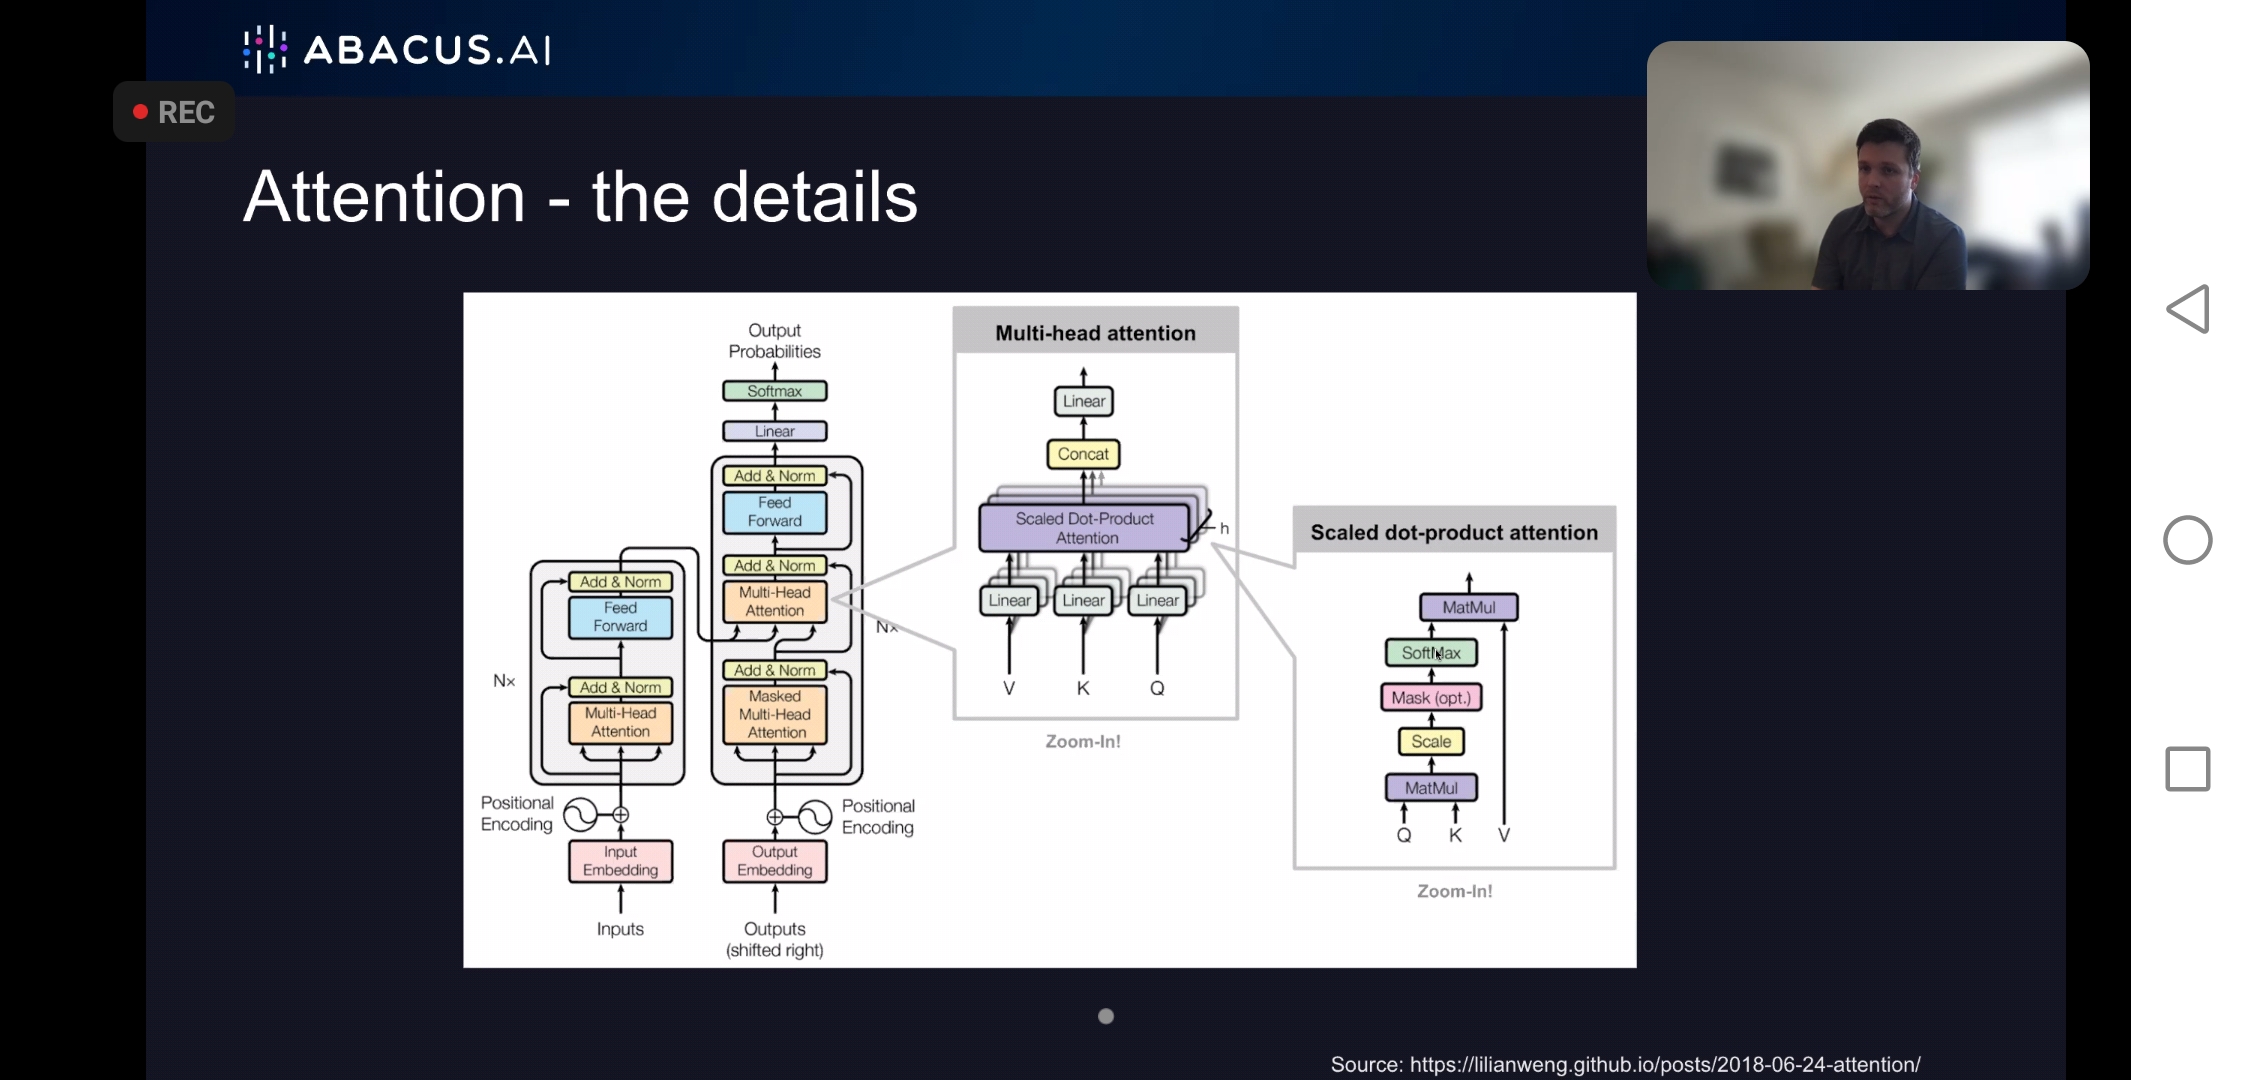 ABACUS.AI
REC
Attention - the details
Output
Probabilities
Softmax
Linear
Add & Norm
Feed
Forward
Add & Norm
Multi-Head
Attention
Nx
Add & Norm
Masked
Multi-Head
Attention
Positional
Encoding
Output
Embedding
Outputs
(shifted right)
Add & Norm
Feed
Forward
Nx
Add & Norm
Multi-Head
Attention
Positional
Encoding
Input
Embedding
Inputs
Multi-head attention
Linear
Concat
Scaled Dot-Product
Attention
h
Linear
Linear
Linear
V
K
Q
Zoom-In!
Scaled dot-product attention
MatMul
SoftMax
Mask (opt.)
Scale
MatMul
Q
K
V
Zoom-In!
Source: https://lilianweng.github.io/posts/2018-06-24-attention/